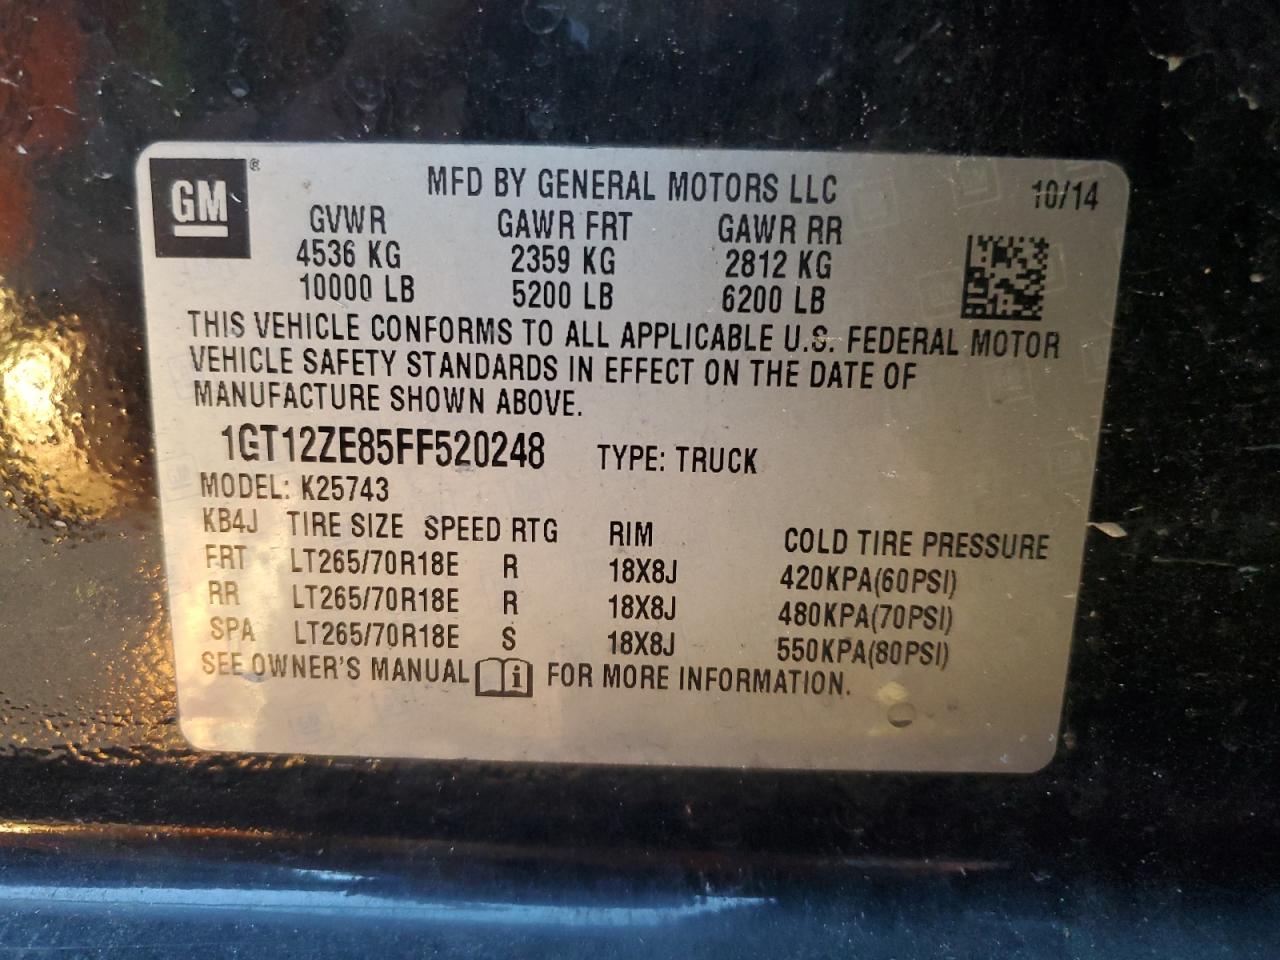 GM ®
MFD BY GENERAL MOTORS LLC 10/14
GVWR GAWR FRT GAWR RR
4536 KG 2359 KG 2812 KG
10000 LB 5200 LB 6200 LB
THIS VEHICLE CONFORMS TO ALL APPLICABLE U.S. FEDERAL MOTOR
VEHICLE SAFETY STANDARDS IN EFFECT ON THE DATE OF
MANUFACTURE SHOWN ABOVE.
1GT12ZE85FF520248 TYPE: TRUCK
MODEL: K25743
KB4J TIRE SIZE SPEED RTG RIM COLD TIRE PRESSURE
FRT LT265/70R18E R 18X8J 420KPA(60PSI)
RR LT265/70R18E R 18X8J 480KPA(70PSI)
SPA LT265/70R18E S 18X8J 550KPA(80PSI)
SEE OWNER'S MANUAL i FOR MORE INFORMATION.